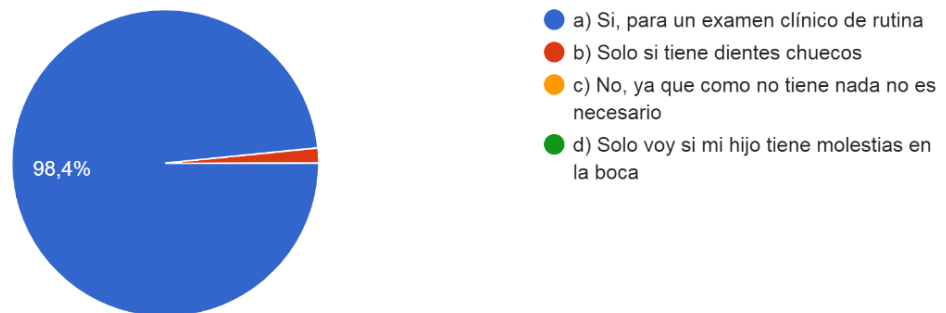 98,4%
a) Si, para un examen clínico de rutina
b) Solo si tiene dientes chuecos
c) No, ya que como no tiene nada no es
necesario
d) Solo voy si mi hijo tiene molestias en
la boca